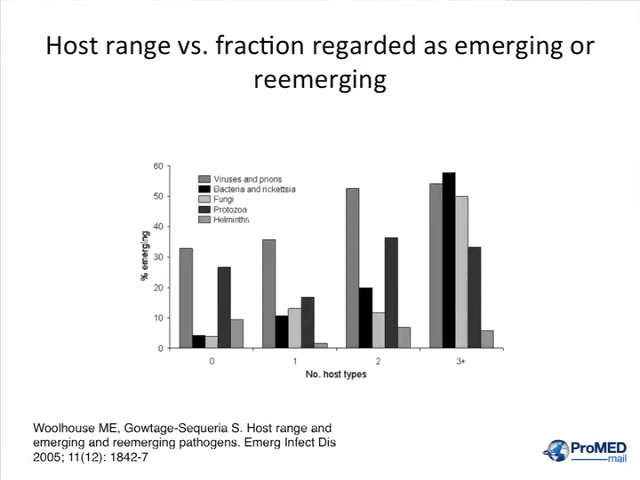 Host range vs. fraction regarded as emerging or
reemerging
60
50
40
30
20
10
0
% emerging
Viruses and prions
Bacteria and rickettsia
Fungi
Protozoa
Helminths
0
1
2
3+
No. host types
Woolhouse ME, Gowtage-Sequeria S. Host range and
emerging and reemerging pathogens. Emerg Infect Dis
2005; 11(12): 1842-7
ProMED
mail